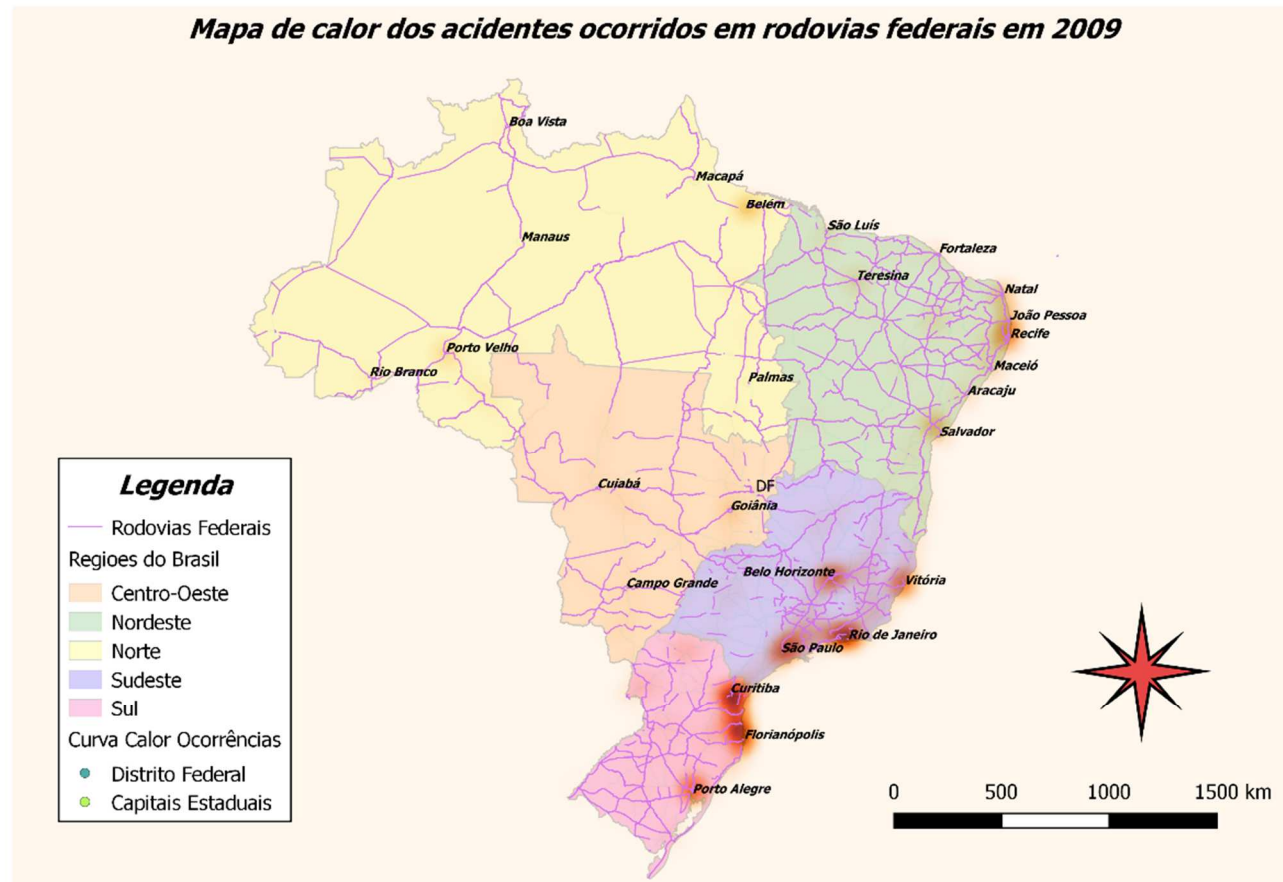 Mapa de calor dos acidentes ocorridos em rodovias federais em 2009
Boa Vista
Macapá
Belém
São Luís
Manaus
Fortaleza
Teresina
Natal
João Pessoa
Recife
Porto Velho
Maceió
Rio Branco
Palmas
Aracaju
Salvador
Cuiabá
DF
Goiânia
Belo Horizonte
Vitória
Campo Grande
Rio de Janeiro
São Paulo
Curitiba
Florianópolis
Porto Alegre
Legenda
Rodovias Federais
Regioes do Brasil
Centro-Oeste
Nordeste
Norte
Sudeste
Sul
Curva Calor Ocorrências
Distrito Federal
Capitais Estaduais
0 500 1000 1500 km